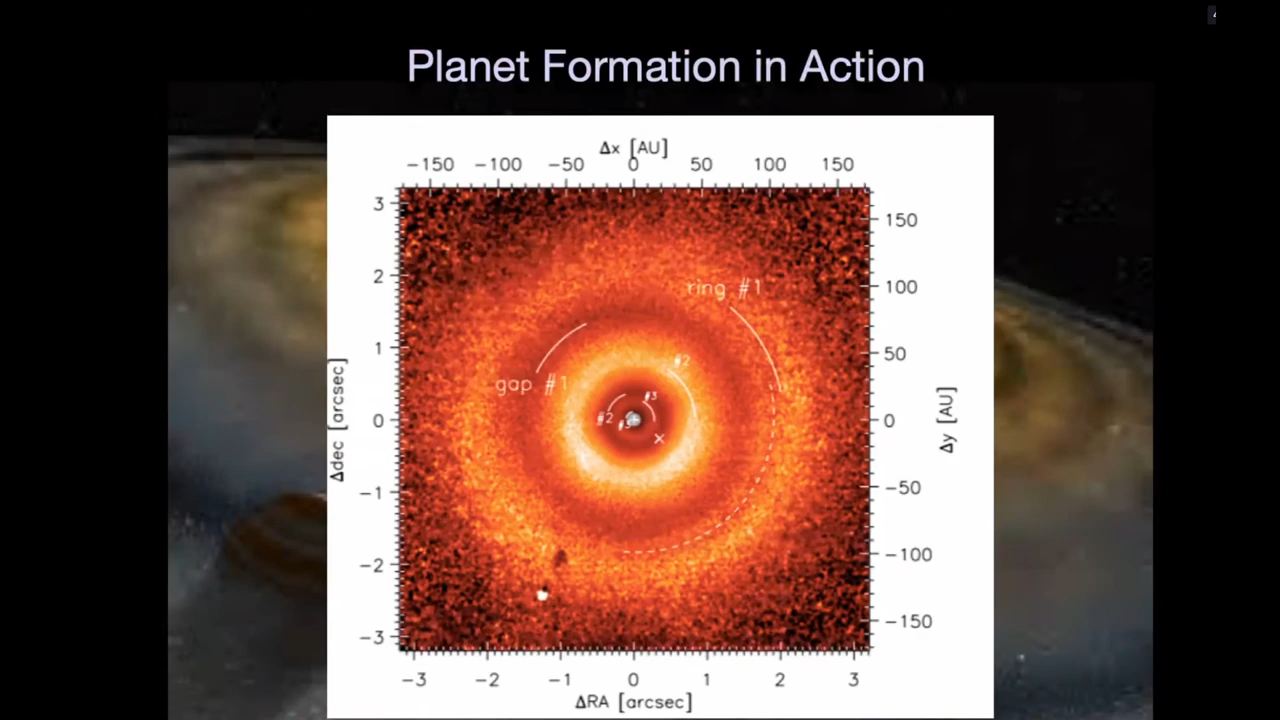 Planet Formation in Action
Δx [AU]
−150 −100 −50 0 50 100 150
3
2
1
0
−1
−2
−3
Δdec [arcsec]
ring #1
gap #1
#2
#3
#2
150
100
50
0
−50
−100
−150
Δy [AU]
−3 −2 −1 0 1 2 3
ΔRA [arcsec]